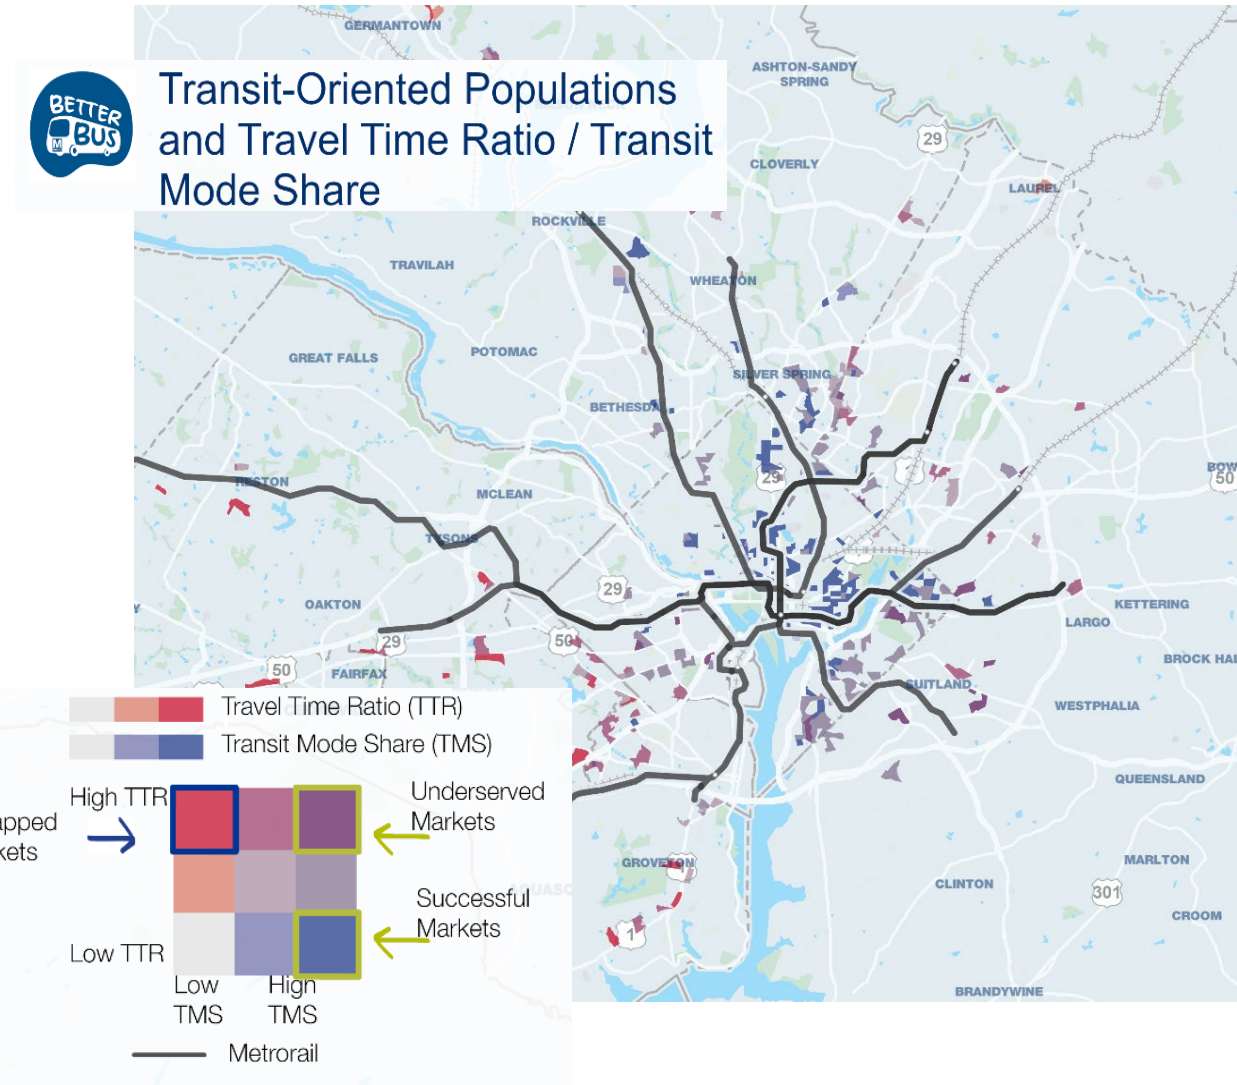 GERMANTOWN
ASHTON-SANDY
SPRING
BETTER
BUS
M
Transit-Oriented Populations
and Travel Time Ratio / Transit
Mode Share
29
CLOVERLY
LAUREL
ROCKVILLE
TRAVILAH
WHEATON
GREAT FALLS
POTOMAC
SILVER SPRING
BETHESDA
RESTON
MCLEAN
29
BOW
50
TYSONS
29
OAKTON
KETTERING
LARGO
29
50
50
FAIRFAX
BROCK HAL
SUITLAND
WESTPHALIA
Travel Time Ratio (TTR)
Transit Mode Share (TMS)
QUEENSLAND
High TTR
Underserved
Markets
apped
kets
GROVETON
1
MARLTON
CLINTON
301
CROOM
Successful
Markets
1
Low TTR
Low
TMS
High
TMS
BRANDYWINE
Metrorail